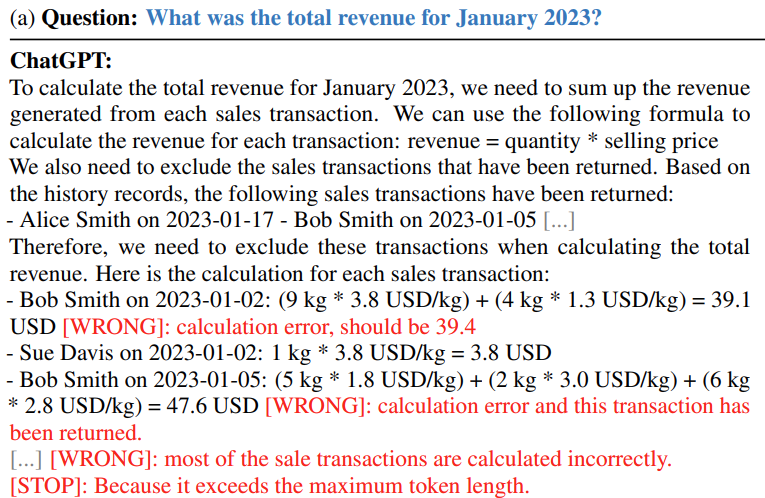 (a) Question: What was the total revenue for January 2023?
ChatGPT:
To calculate the total revenue for January 2023, we need to sum up the revenue
generated from each sales transaction. We can use the following formula to
calculate the revenue for each transaction: revenue = quantity * selling price
We also need to exclude the sales transactions that have been returned. Based on
the history records, the following sales transactions have been returned:
- Alice Smith on 2023-01-17 - Bob Smith on 2023-01-05 [...]
Therefore, we need to exclude these transactions when calculating the total
revenue. Here is the calculation for each sales transaction:
- Bob Smith on 2023-01-02: (9 kg * 3.8 USD/kg) + (4 kg * 1.3 USD/kg) = 39.1
USD [WRONG]: calculation error, should be 39.4
- Sue Davis on 2023-01-02: 1 kg * 3.8 USD/kg = 3.8 USD
- Bob Smith on 2023-01-05: (5 kg * 1.8 USD/kg) + (2 kg * 3.0 USD/kg) + (6 kg
* 2.8 USD/kg) = 47.6 USD [WRONG]: calculation error and this transaction has
been returned.
[...] [WRONG]: most of the sale transactions are calculated incorrectly.
[STOP]: Because it exceeds the maximum token length.